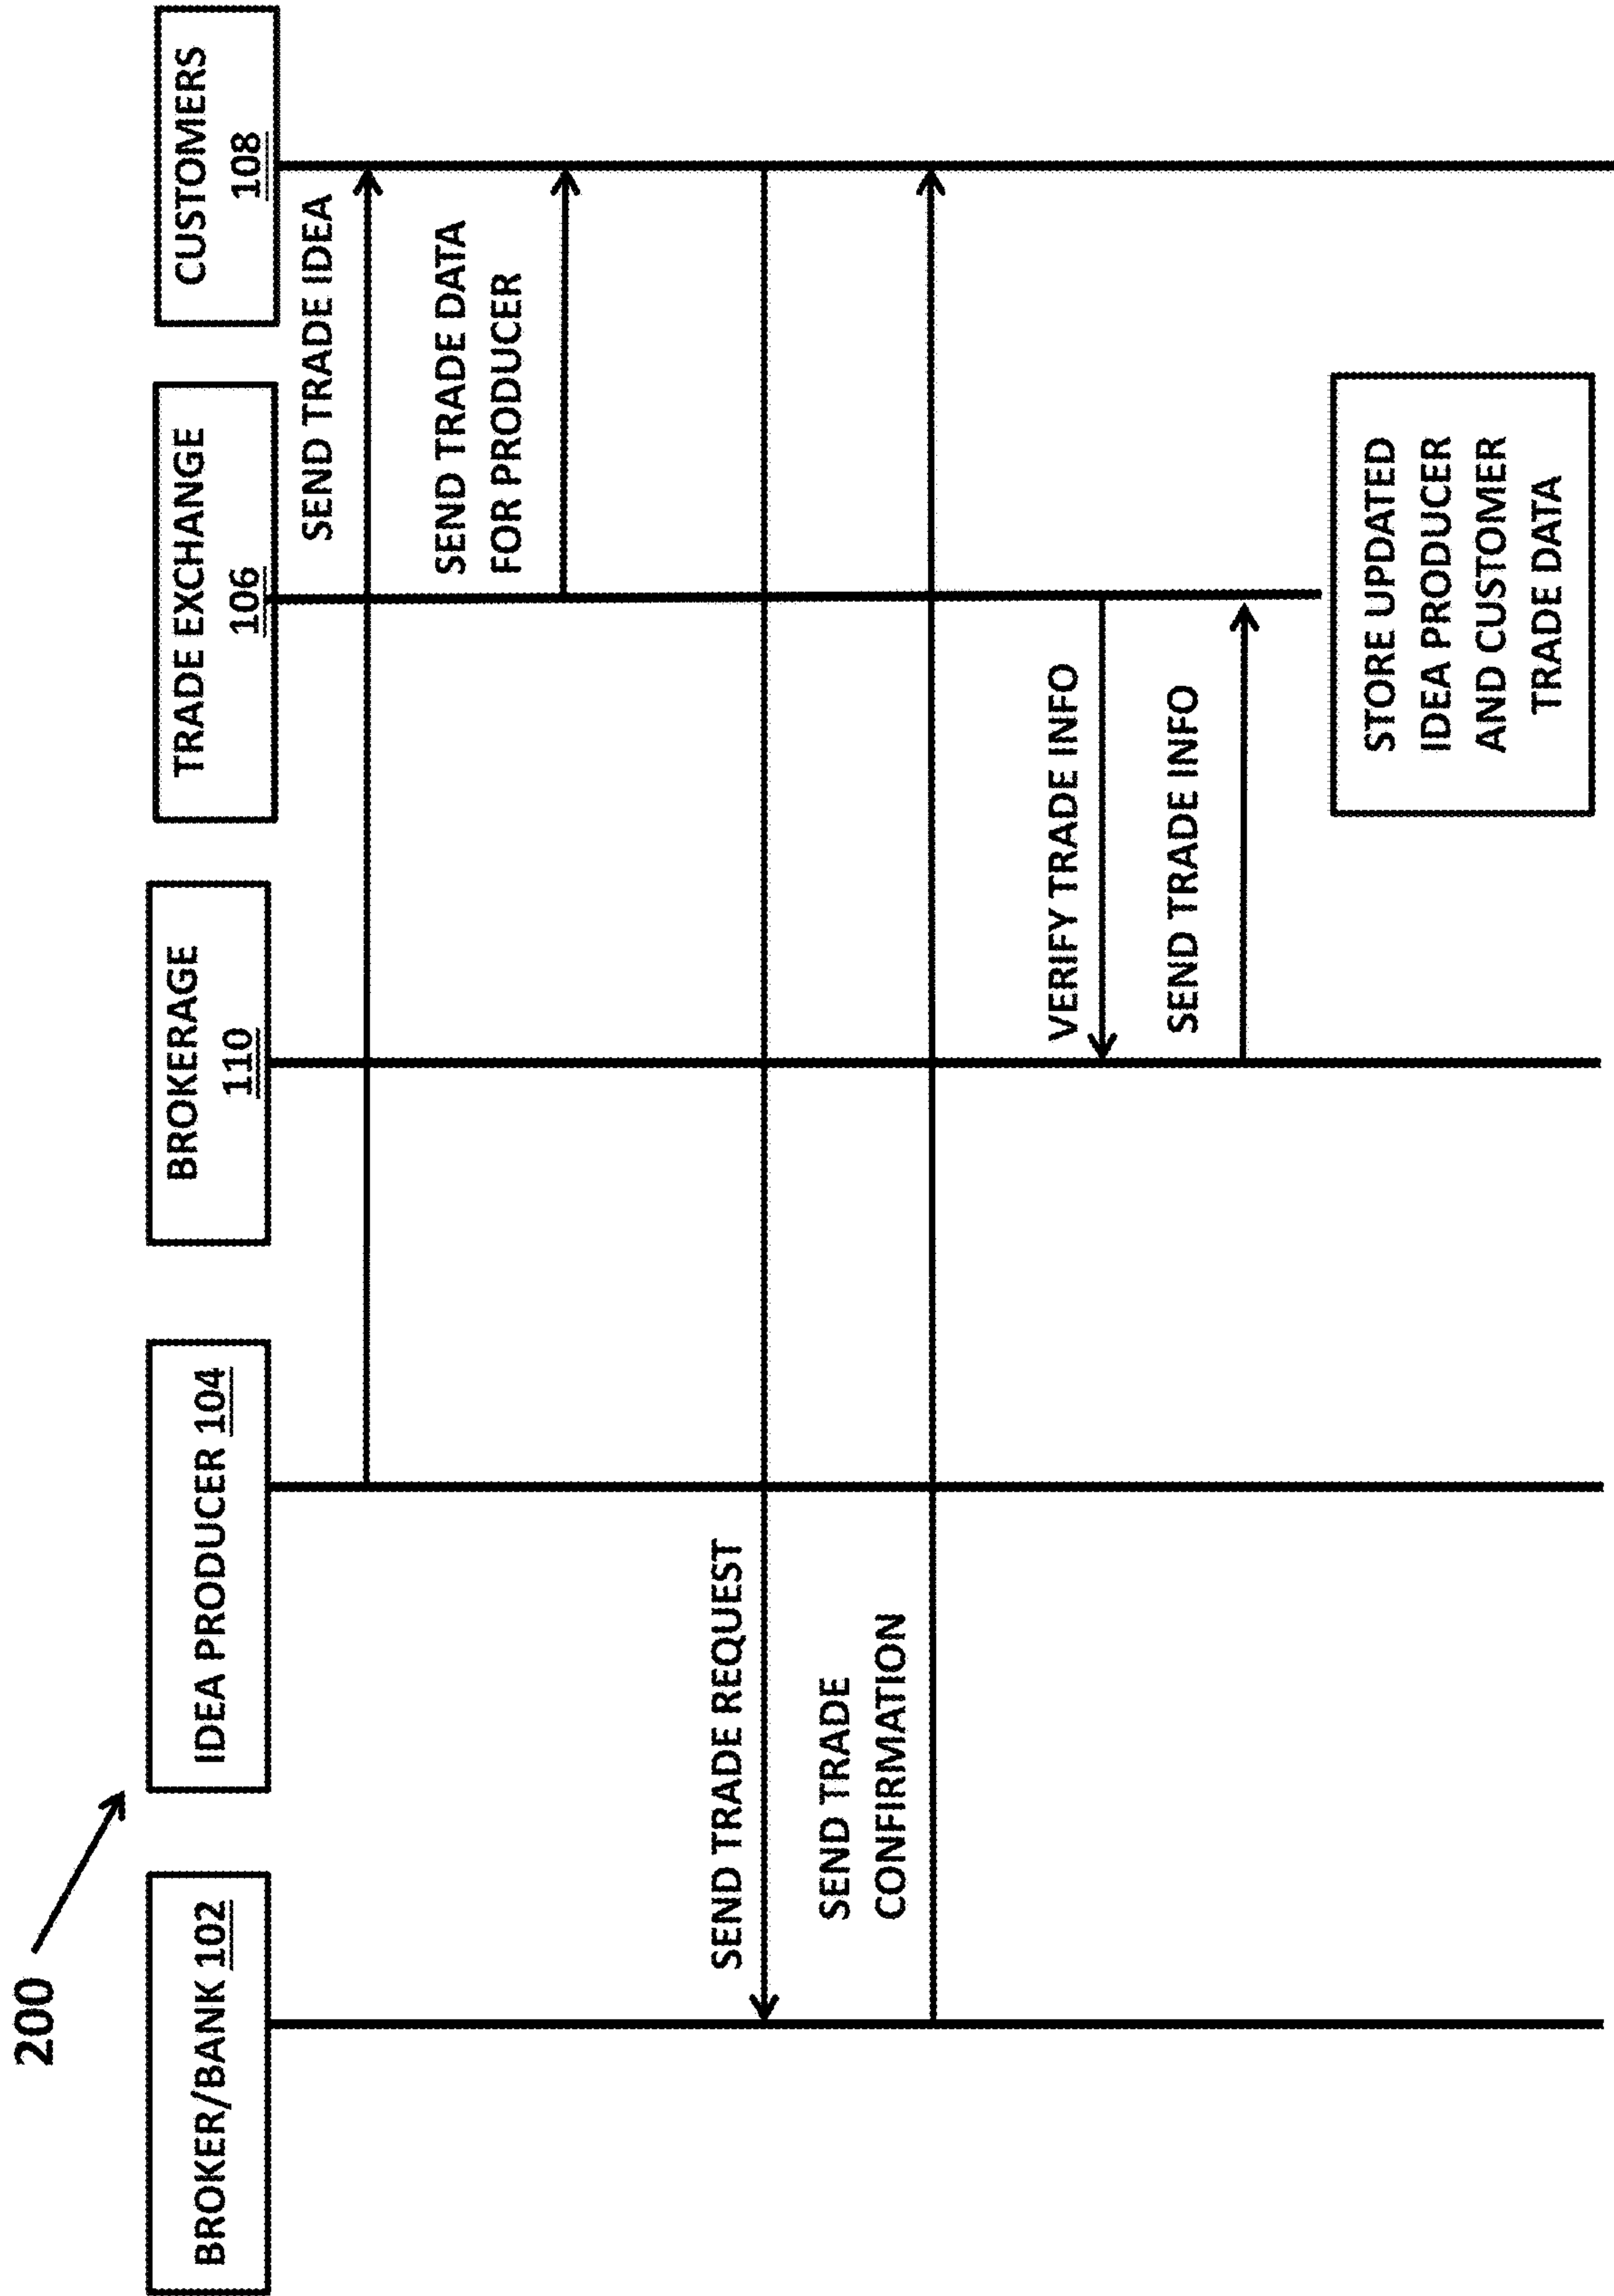 200
BROKER/BANK 102
IDEA PRODUCER 104
BROKERAGE
110
TRADE EXCHANGE
106
CUSTOMERS
108
SEND TRADE IDEA
SEND TRADE DATA
FOR PRODUCER
SEND TRADE REQUEST
SEND TRADE
CONFIRMATION
VERIFY TRADE INFO
SEND TRADE INFO
STORE UPDATED
IDEA PRODUCER
AND CUSTOMER
TRADE DATA